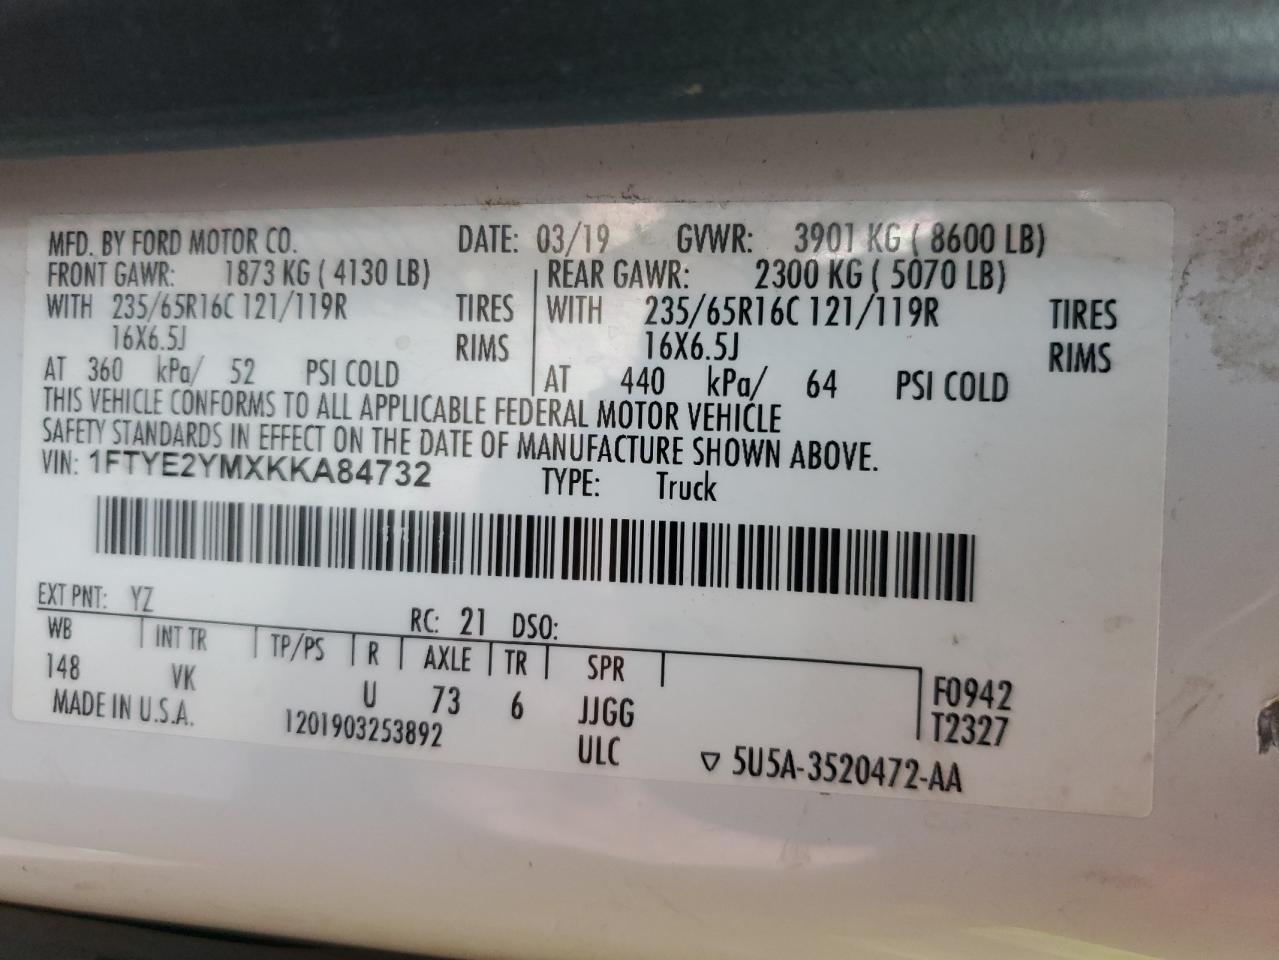 MFD. BY FORD MOTOR CO. DATE: 03/19 GVWR: 3901 KG ( 8600 LB)
FRONT GAWR: 1873 KG ( 4130 LB) REAR GAWR: 2300 KG ( 5070 LB)
WITH 235/65R16C 121/119R TIRES WITH 235/65R16C 121/119R TIRES
16X6.5J RIMS 16X6.5J RIMS
AT 360 kPa/ 52 PSI COLD AT 440 kPa/ 64 PSI COLD
THIS VEHICLE CONFORMS TO ALL APPLICABLE FEDERAL MOTOR VEHICLE
SAFETY STANDARDS IN EFFECT ON THE DATE OF MANUFACTURE SHOWN ABOVE.
VIN: 1FTYE2YMXKKA84732 TYPE: Truck
EXT PNT: YZ RC: 21 DSO:
WB INT TR TP/PS R AXLE TR SPR
148 VK U 73 6 JJGG F0942
MADE IN U.S.A. 1201903253892 ULC T2327
▽ 5U5A-3520472-AA